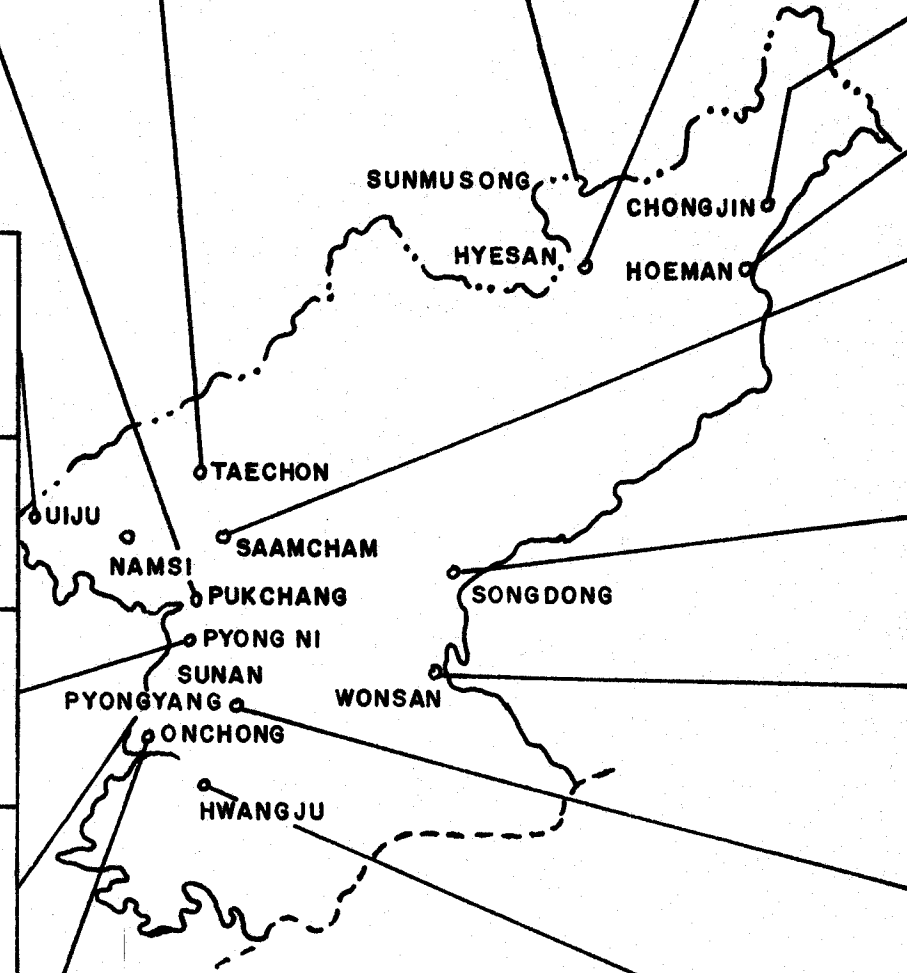 SUNMUSONG
CHONGJIN
HYESAN
HOEMAN
TAECHON
UIJU
SAAMCHAM
NAMSI
PUKCHANG
SONGDONG
PYONG NI
SUNAN
PYONGYANG
WONSAN
ONCHONG
HWANGJU